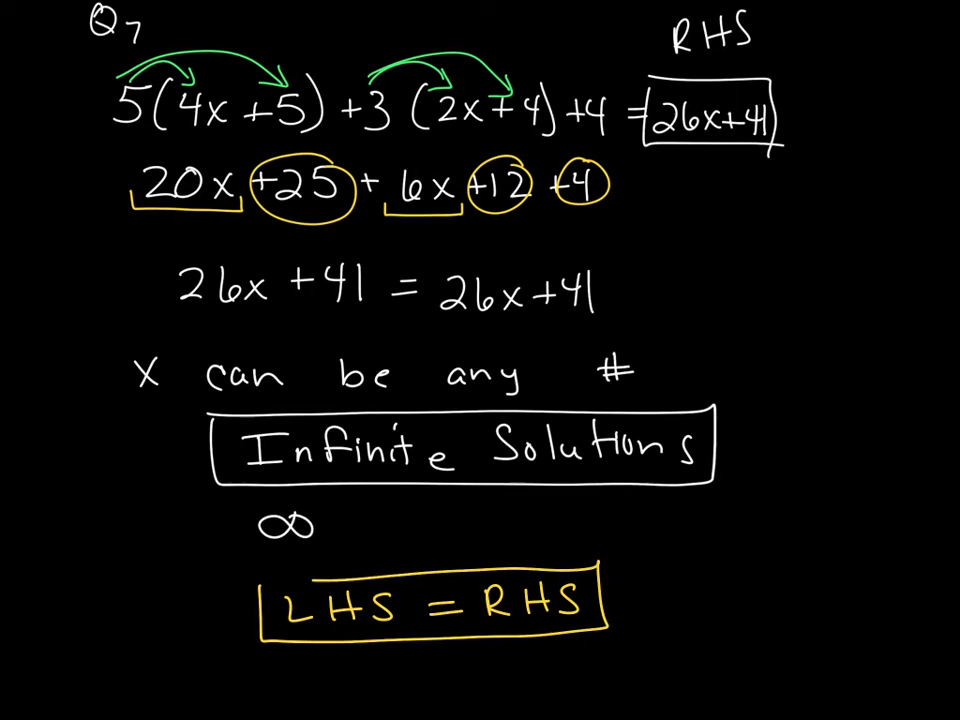 Q7
RHS
5(4x+5)+3(2x+4)+4=26x+41
20x+25+6x+12+4
26x+41=26x+41
x can be any #
Infinite Solutions
∞
LHS = RHS